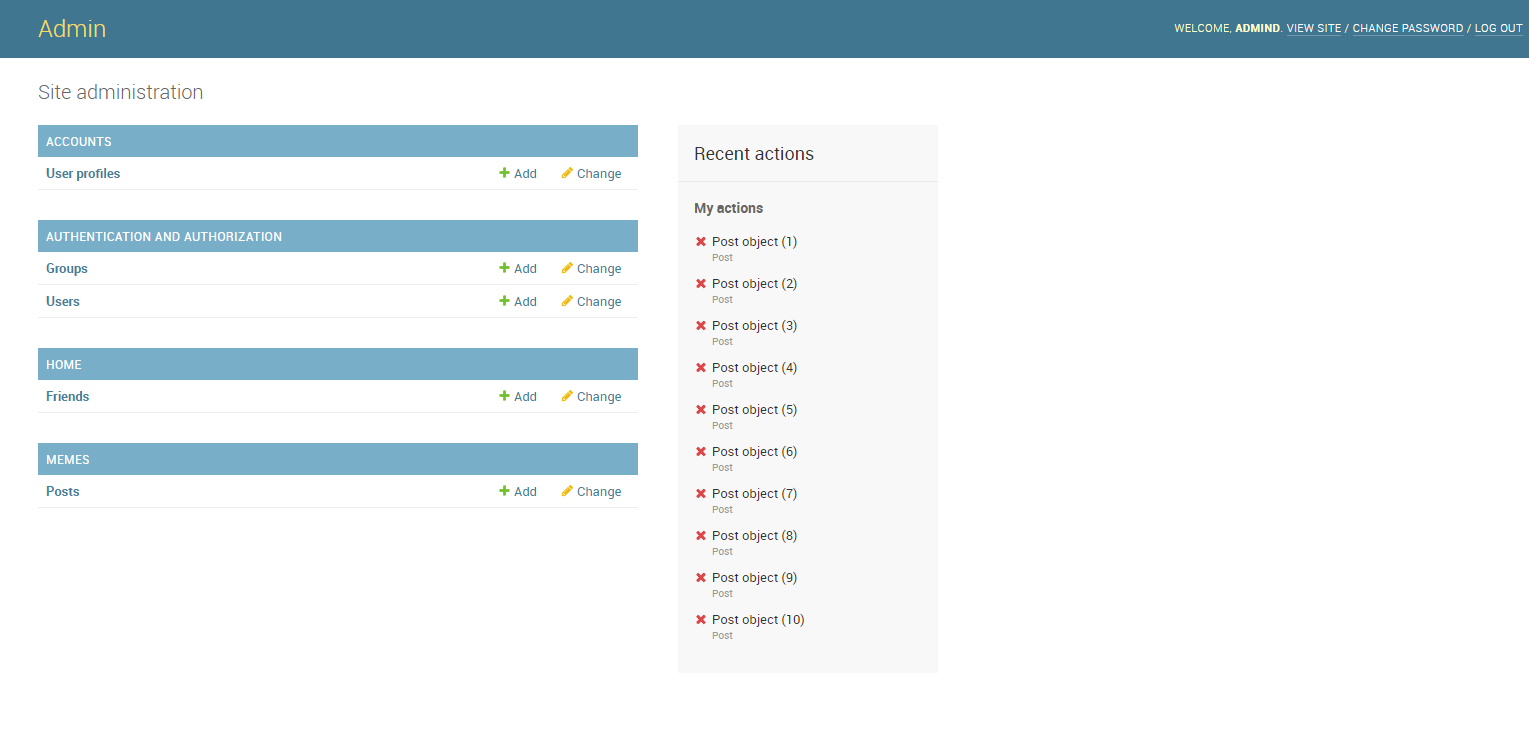 Admin
WELCOME, ADMIND. VIEW SITE / CHANGE PASSWORD / LOG OUT
Site administration
ACCOUNTS
User profiles Add Change
AUTHENTICATION AND AUTHORIZATION
Groups Add Change
Users Add Change
HOME
Friends Add Change
MEMES
Posts Add Change
Recent actions
My actions
Post object (1)
Post
Post object (2)
Post
Post object (3)
Post
Post object (4)
Post
Post object (5)
Post
Post object (6)
Post
Post object (7)
Post
Post object (8)
Post
Post object (9)
Post
Post object (10)
Post